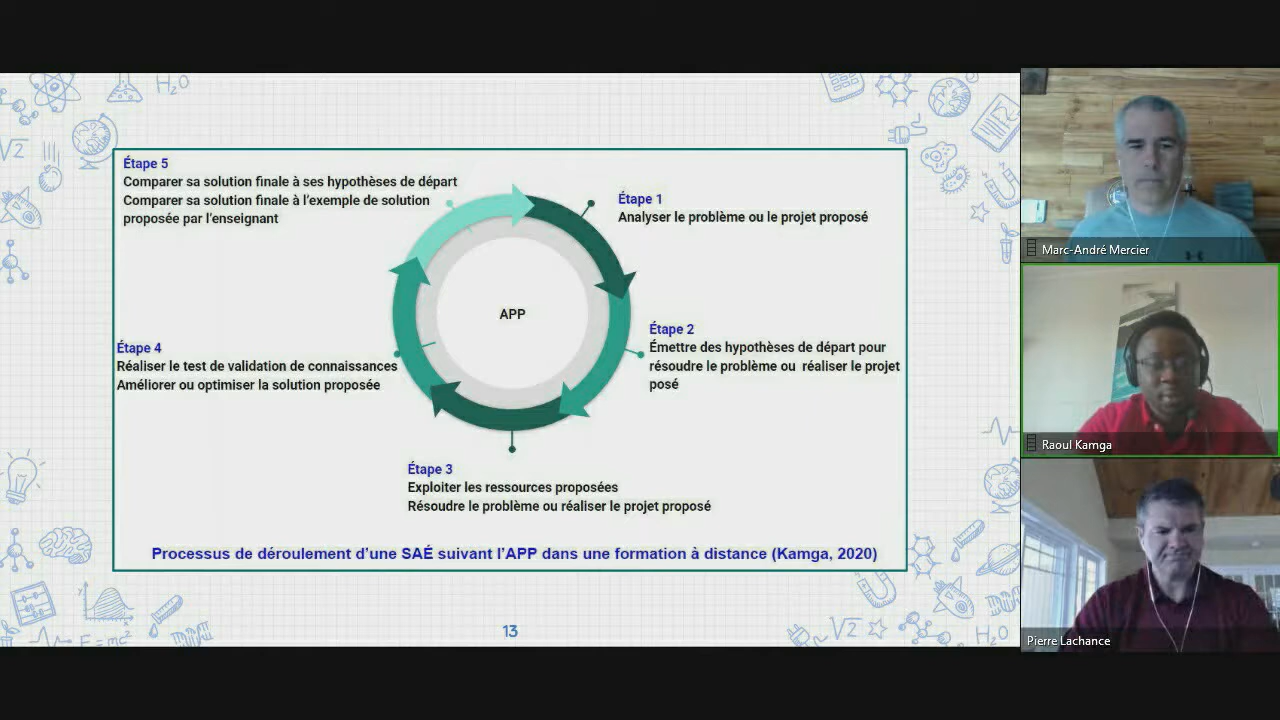 Étape 5
Comparer sa solution finale à ses hypothèses de départ
Comparer sa solution finale à l'exemple de solution
proposée par l'enseignant
Étape 1
Analyser le problème ou le projet proposé
APP
Étape 2
Émettre des hypothèses de départ pour
résoudre le problème ou réaliser le projet
posé
Étape 4
Réaliser le test de validation de connaissances
Améliorer ou optimiser la solution proposée
Étape 3
Exploiter les ressources proposées
Résoudre le problème ou réaliser le projet proposé
Processus de déroulement d'une SAÉ suivant l'APP dans une formation à distance (Kamga, 2020)
13
H₂O
√2
E=mc²
√2
H₂O
Marc-André Mercier
Raoul Kamga
Pierre Lachance